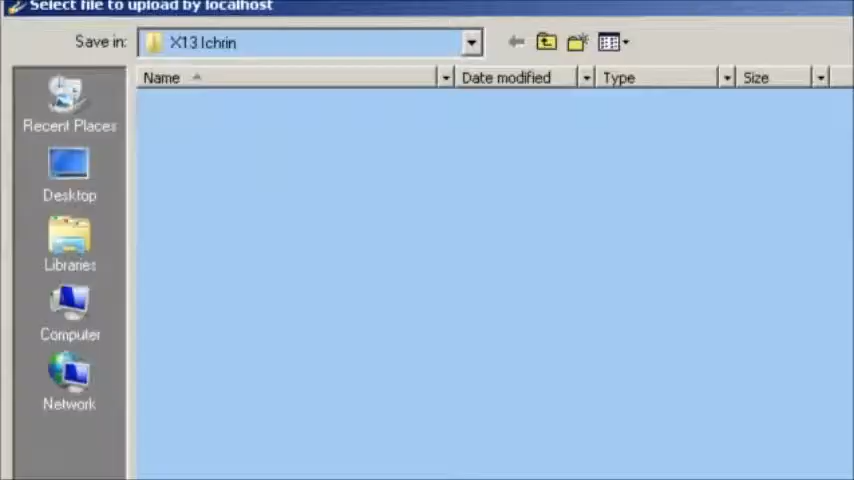 Select file to upload by localhost
Save in: X13 Ichrin
Name Date modified Type Size
Recent Places
Desktop
Libraries
Computer
Network